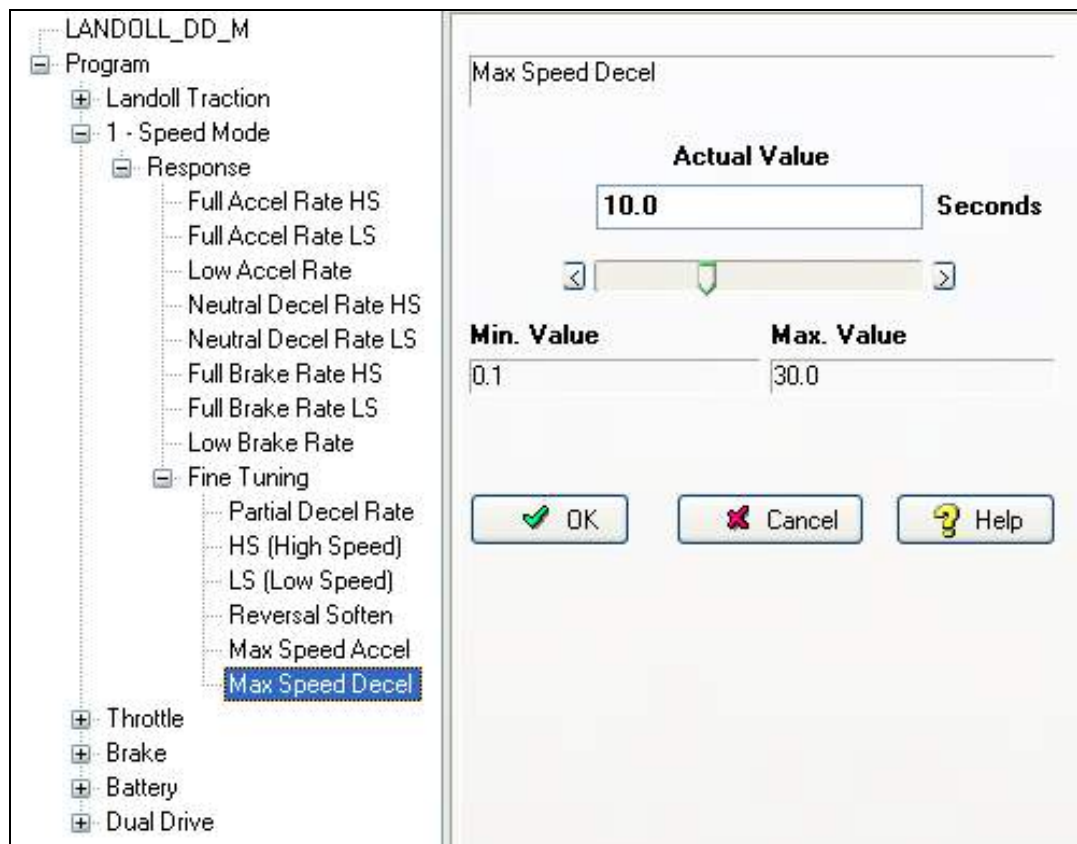 LANDOLL_DD_M
Program
Landoll Traction
1 - Speed Mode
Response
Full Accel Rate HS
Full Accel Rate LS
Low Accel Rate
Neutral Decel Rate HS
Neutral Decel Rate LS
Full Brake Rate HS
Full Brake Rate LS
Low Brake Rate
Fine Tuning
Partial Decel Rate
HS (High Speed)
LS (Low Speed)
Reversal Soften
Max Speed Accel
Max Speed Decel
Throttle
Brake
Battery
Dual Drive
Max Speed Decel
Actual Value
10.0 Seconds
Min. Value Max. Value
0.1 30.0
OK Cancel Help